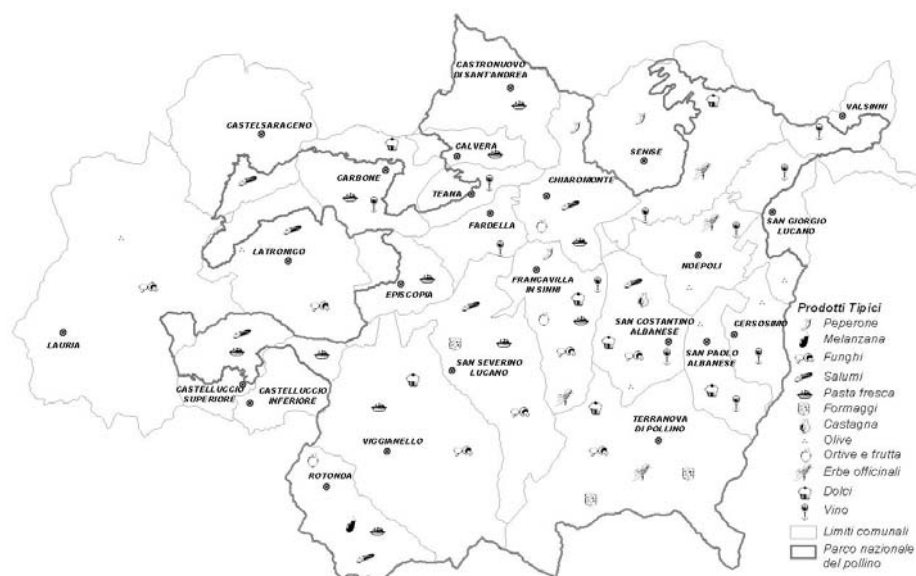 CASTRONUOVO
DI SANT'ANDREA
CASTELSARACENO
VALSINNI
CALVERA
SENISE
CARBONE
TEANA
CHIAROMONTE
FARDELLA
SAN GIORGIO
LUCANO
LATRONICO
NOEPOLI
FRANCAVILLA
IN SINNI
EPISCOPIA
SAN COSTANTINO
ALBANESE
CERSOSIMO
LAURIA
SAN PAOLO
ALBANESE
SAN SEVERINO
LUCANO
CASTELLUCCIO
SUPERIORE
CASTELLUCCIO
INFERIORE
TERRANOVA
DI POLLINO
VIGGIANELLO
ROTONDA
Prodotti Tipici
Peperone
Melanzana
Funghi
Salumi
Pasta fresca
Formaggi
Castagna
Olive
Ortive e frutta
Erbe officinali
Dolci
Vino
Limiti comunali
Parco nazionale
del pollino